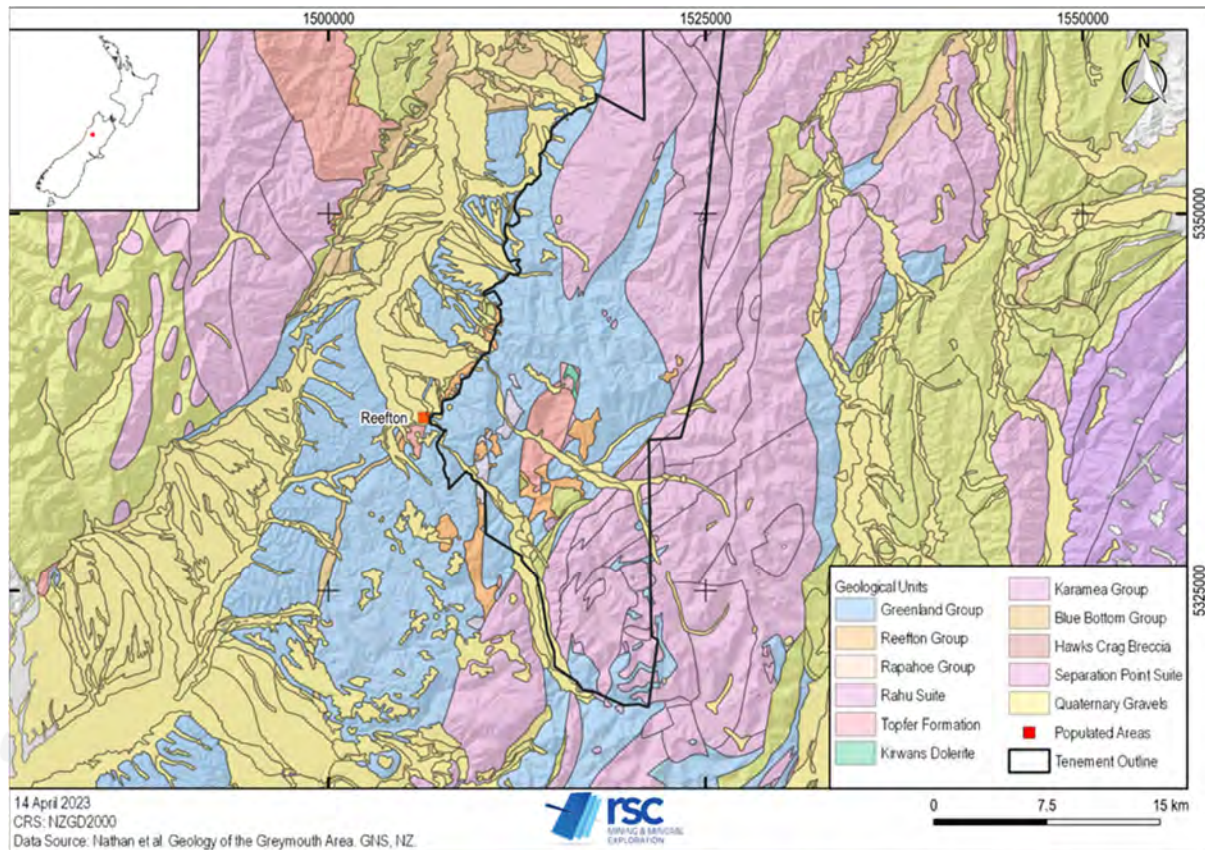 1500000
1525000
1550000
N
5350000
Reefton
5325000
Geological Units
Greenland Group
Reefton Group
Rapahoe Group
Rahu Suite
Topfer Formation
Kirwans Dolerite
Karamea Group
Blue Bottom Group
Hawks Crag Breccia
Separation Point Suite
Quaternary Gravels
Populated Areas
Tenement Outline
14 April 2023
CRS: NZGD2000
Data Source: Nathan et al. Geology of the Greymouth Area. GNS, NZ.
rsc
MINING & MINERAL
EXPLORATION
0 7.5 15 km